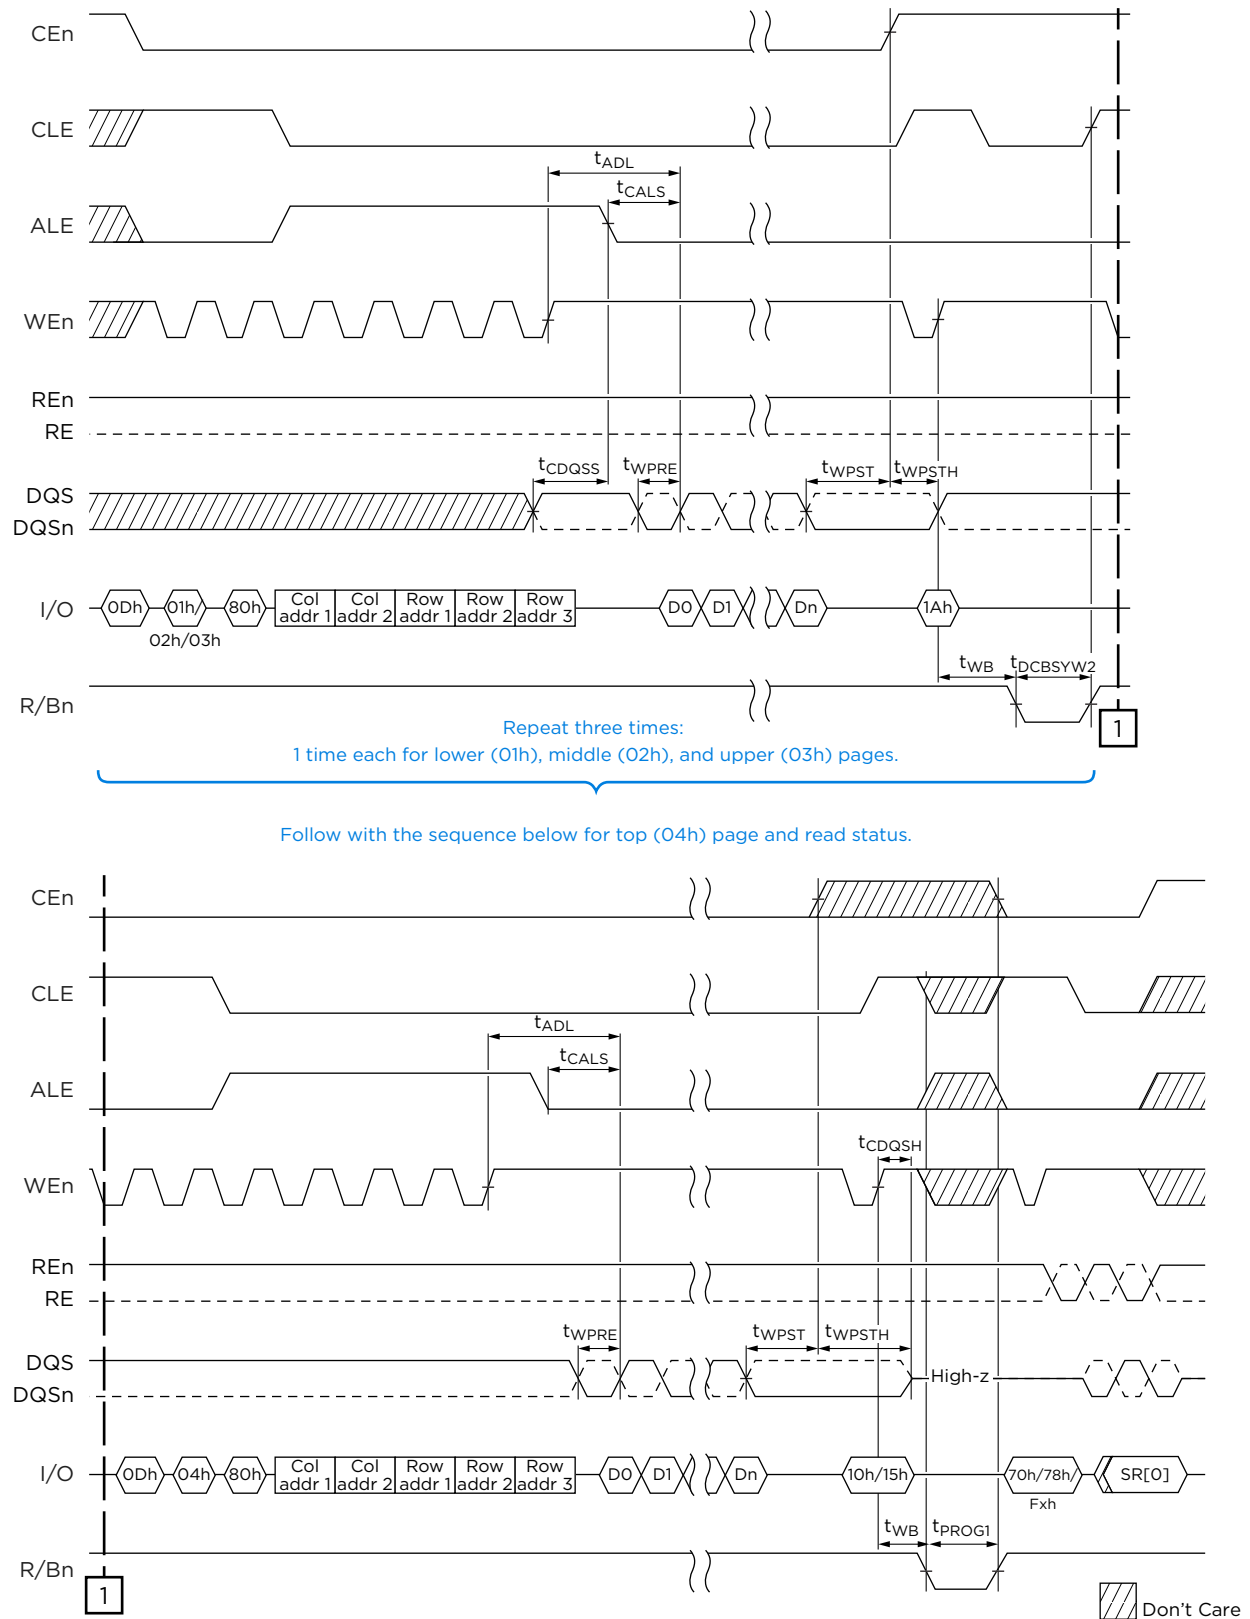 CEn
CLE
tADL
tCALS
ALE
WEn
REn
RE
tCDQSS tWPRE tWPST tWPSTH
DQS
DQSn
I/O 0Dh 01h/ 80h Col addr 1 Col addr 2 Row addr 1 Row addr 2 Row addr 3 D0 D1 Dn 1Ah
02h/03h
tWB tDCBSYW2
R/Bn
1
Repeat three times:
1 time each for lower (01h), middle (02h), and upper (03h) pages.
Follow with the sequence below for top (04h) page and read status.
CEn
CLE
tADL
tCALS
ALE
tCDQSH
WEn
REn
RE
tWPRE tWPST tWPSTH
DQS
High-z
DQSn
I/O 0Dh 04h 80h Col addr 1 Col addr 2 Row addr 1 Row addr 2 Row addr 3 D0 D1 Dn 10h/15h 70h/78h/ SR[0]
Fxh
tWB tPROG1
R/Bn
1
Don't Care